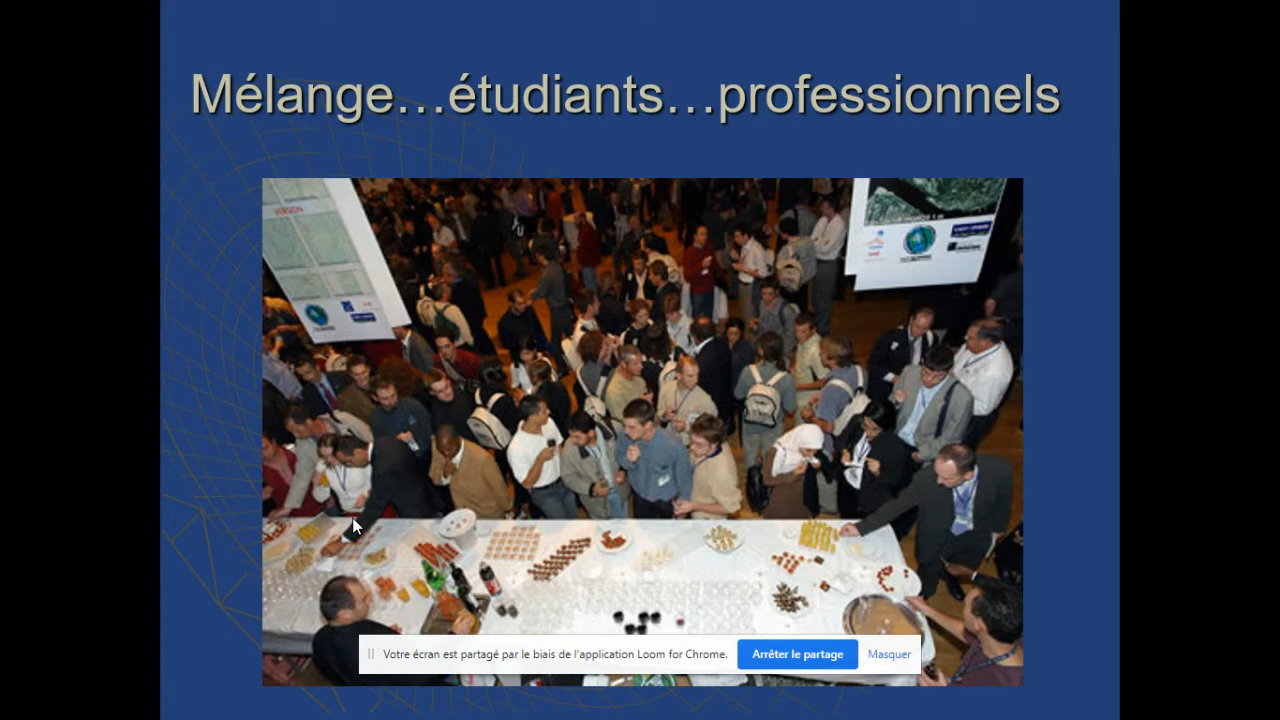 Mélange…étudiants…professionnels
VERSION
Votre écran est partagé par le biais de l'application Loom for Chrome.
Arrêter le partage
Masquer